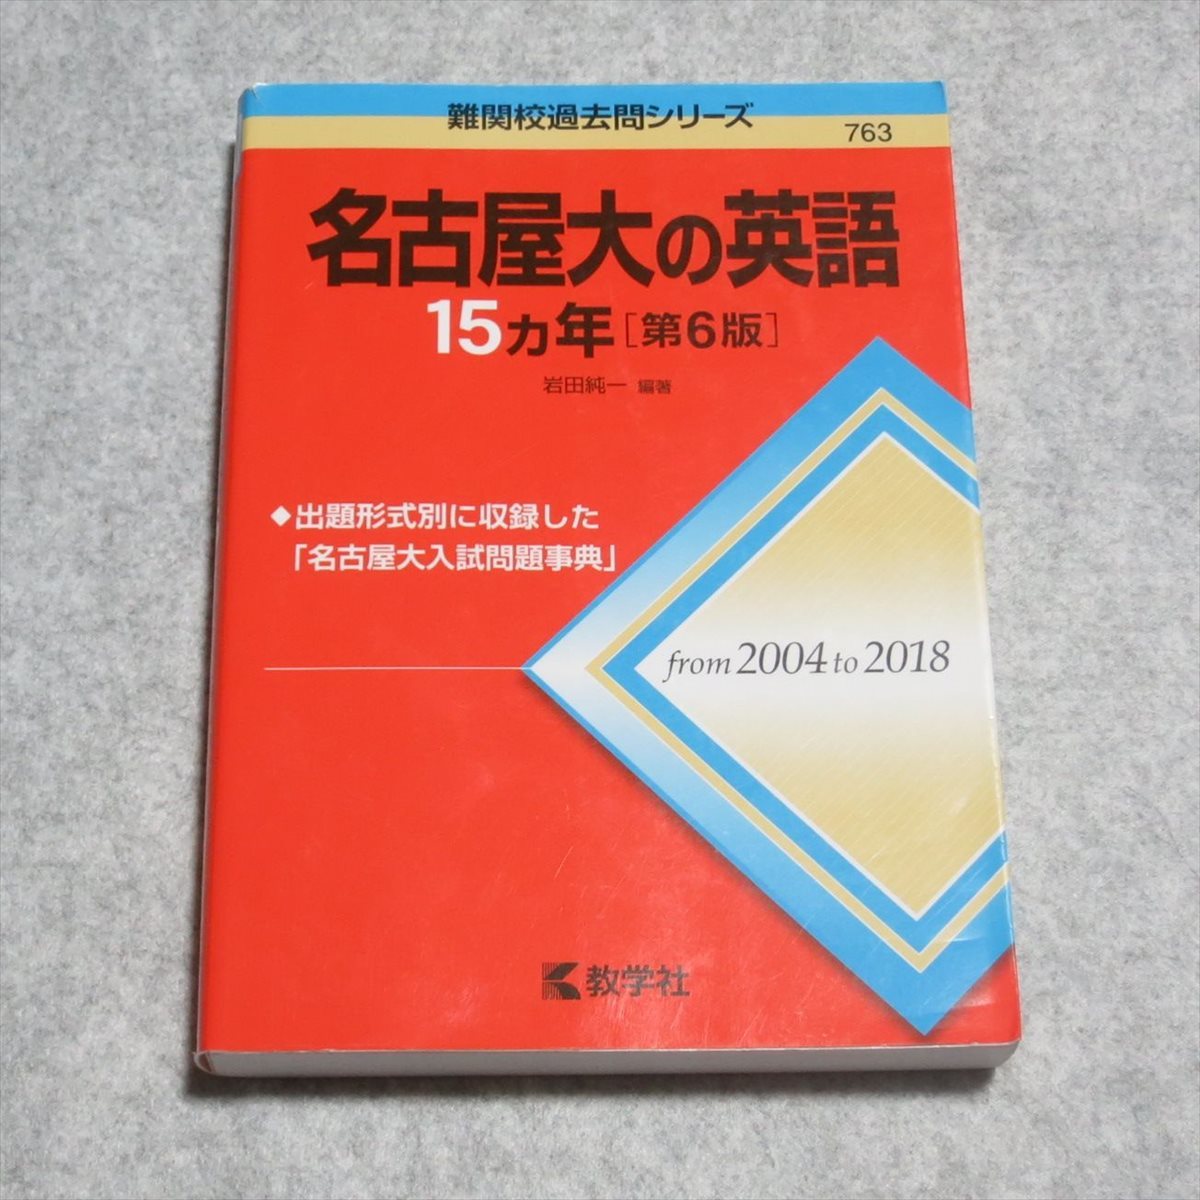 難関校過去問シリーズ
763
名古屋大の英語
15カ年[第6版]
岩田純一 編著
◆出題形式別に収録した
「名古屋大入試問題事典」
from 2004 to 2018
教学社